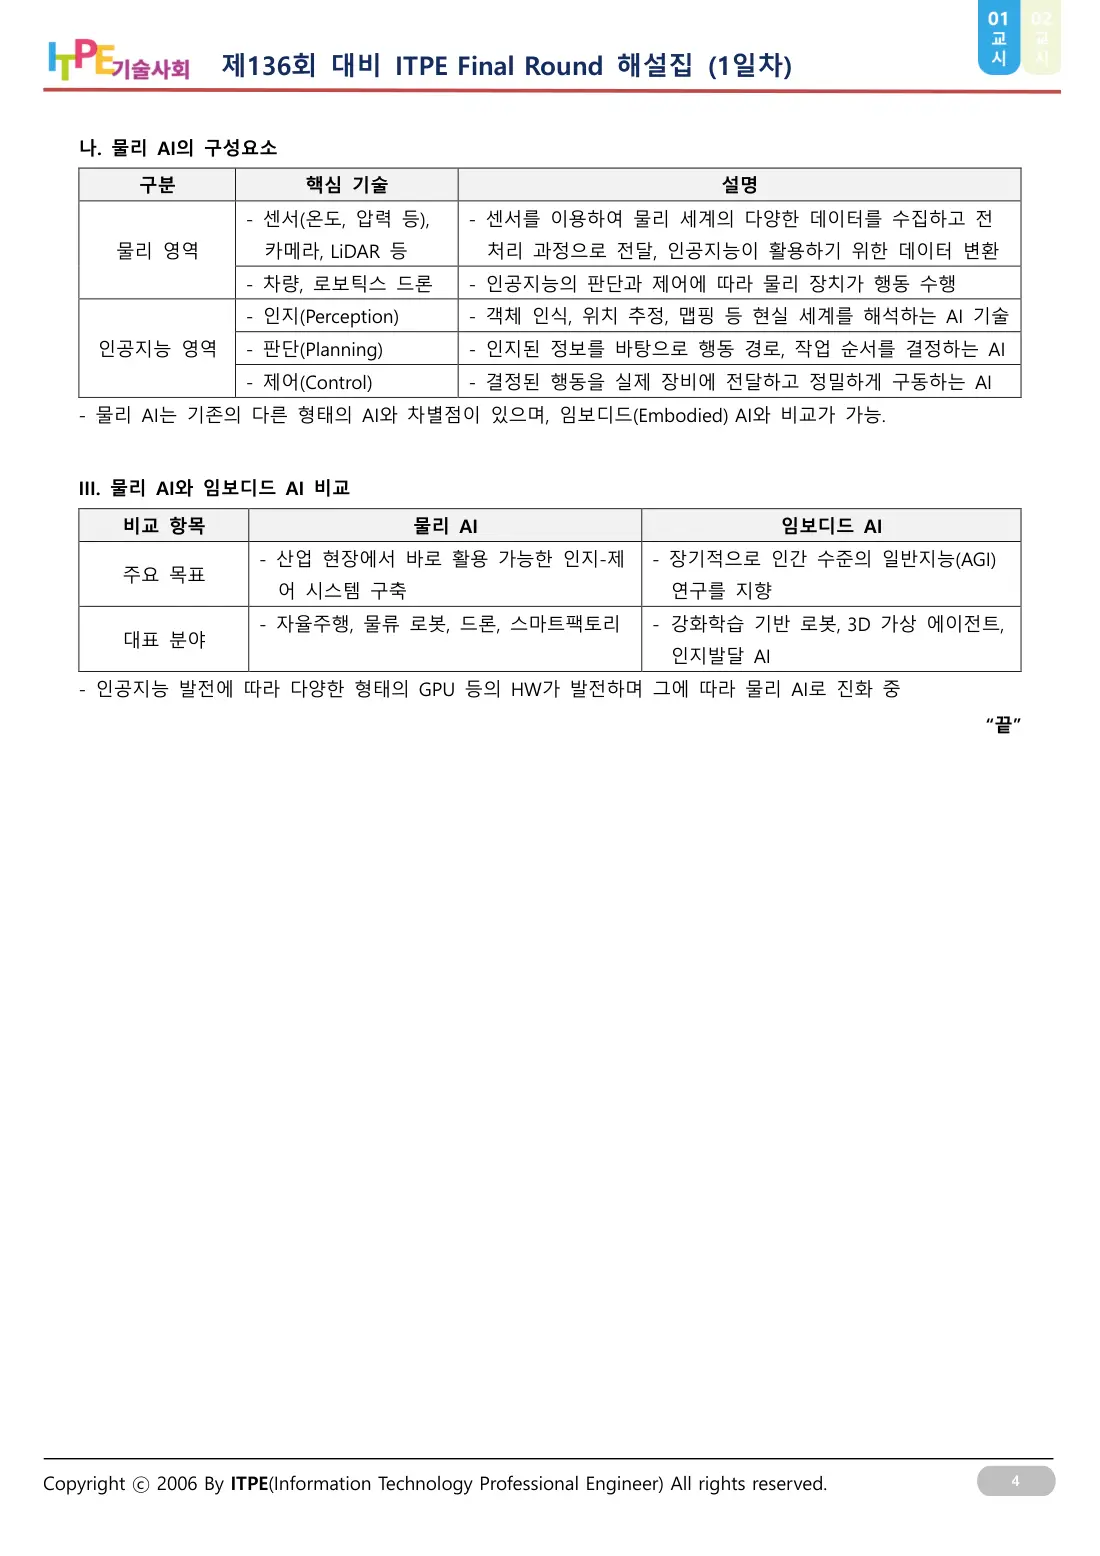 ITPE기술사회 제136회 대비 ITPE Final Round 해설집 (1일차)
01
교
시
02
교
시
나. 물리 AI의 구성요소
구분 핵심 기술 설명
물리 영역
- 센서(온도, 압력 등),
카메라, LiDAR 등
- 센서를 이용하여 물리 세계의 다양한 데이터를 수집하고 전
처리 과정으로 전달, 인공지능이 활용하기 위한 데이터 변환
- 차량, 로보틱스 드론 - 인공지능의 판단과 제어에 따라 물리 장치가 행동 수행
인공지능 영역
- 인지(Perception) - 객체 인식, 위치 추정, 맵핑 등 현실 세계를 해석하는 AI 기술
- 판단(Planning) - 인지된 정보를 바탕으로 행동 경로, 작업 순서를 결정하는 AI
- 제어(Control) - 결정된 행동을 실제 장비에 전달하고 정밀하게 구동하는 AI
- 물리 AI는 기존의 다른 형태의 AI와 차별점이 있으며, 임보디드(Embodied) AI와 비교가 가능.
III. 물리 AI와 임보디드 AI 비교
비교 항목 물리 AI 임보디드 AI
주요 목표
- 산업 현장에서 바로 활용 가능한 인지-제
어 시스템 구축
- 장기적으로 인간 수준의 일반지능(AGI)
연구를 지향
대표 분야
- 자율주행, 물류 로봇, 드론, 스마트팩토리
- 강화학습 기반 로봇, 3D 가상 에이전트,
인지발달 AI
- 인공지능 발전에 따라 다양한 형태의 GPU 등의 HW가 발전하며 그에 따라 물리 AI로 진화 중
“끝”
Copyright ⓒ 2006 By ITPE(Information Technology Professional Engineer) All rights reserved.
4